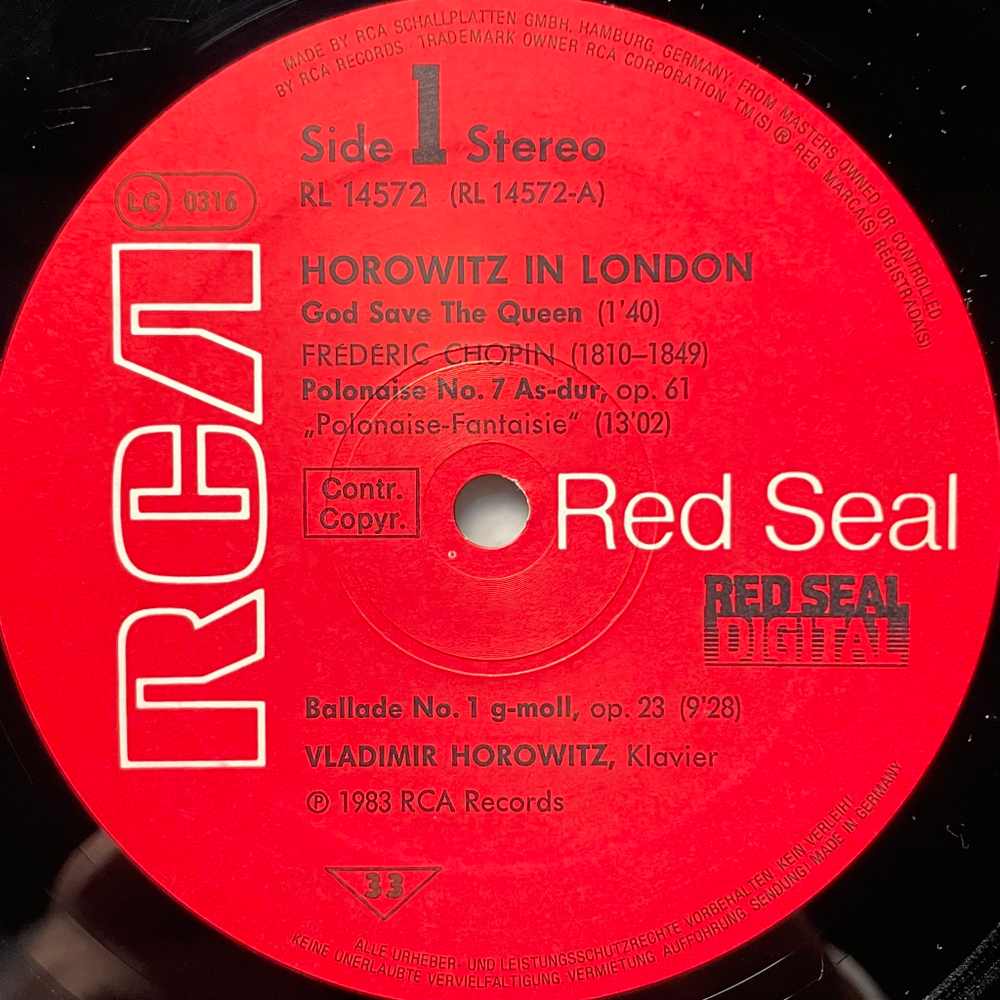 MADE BY RCA SCHALLPLATTEN GMBH, HAMBURG, GERMANY, FROM MASTERS OWNED OR CONTROLLED
BY RCA RECORDS · TRADEMARK OWNER RCA CORPORATION. TM(S) ® REG. MARCA(S) REGISTRADA(S)
Side 1 Stereo
RL 14572 (RL 14572-A)
LC 0316
HOROWITZ IN LONDON
God Save The Queen (1'40)
FRÉDÉRIC CHOPIN (1810–1849)
Polonaise No. 7 As-dur, op. 61
„Polonaise-Fantaisie“ (13'02)
RCA
Contr.
Copyr.
Red Seal
RED SEAL
DIGITAL
Ballade No. 1 g-moll, op. 23 (9'28)
VLADIMIR HOROWITZ, Klavier
℗ 1983 RCA Records
33
ALLE URHEBER- UND LEISTUNGSSCHUTZRECHTE VORBEHALTEN. KEIN VERLEIH!
KEINE UNERLAUBTE VERVIELFÄLTIGUNG, VERMIETUNG, AUFFÜHRUNG, SENDUNG! MADE IN GERMANY